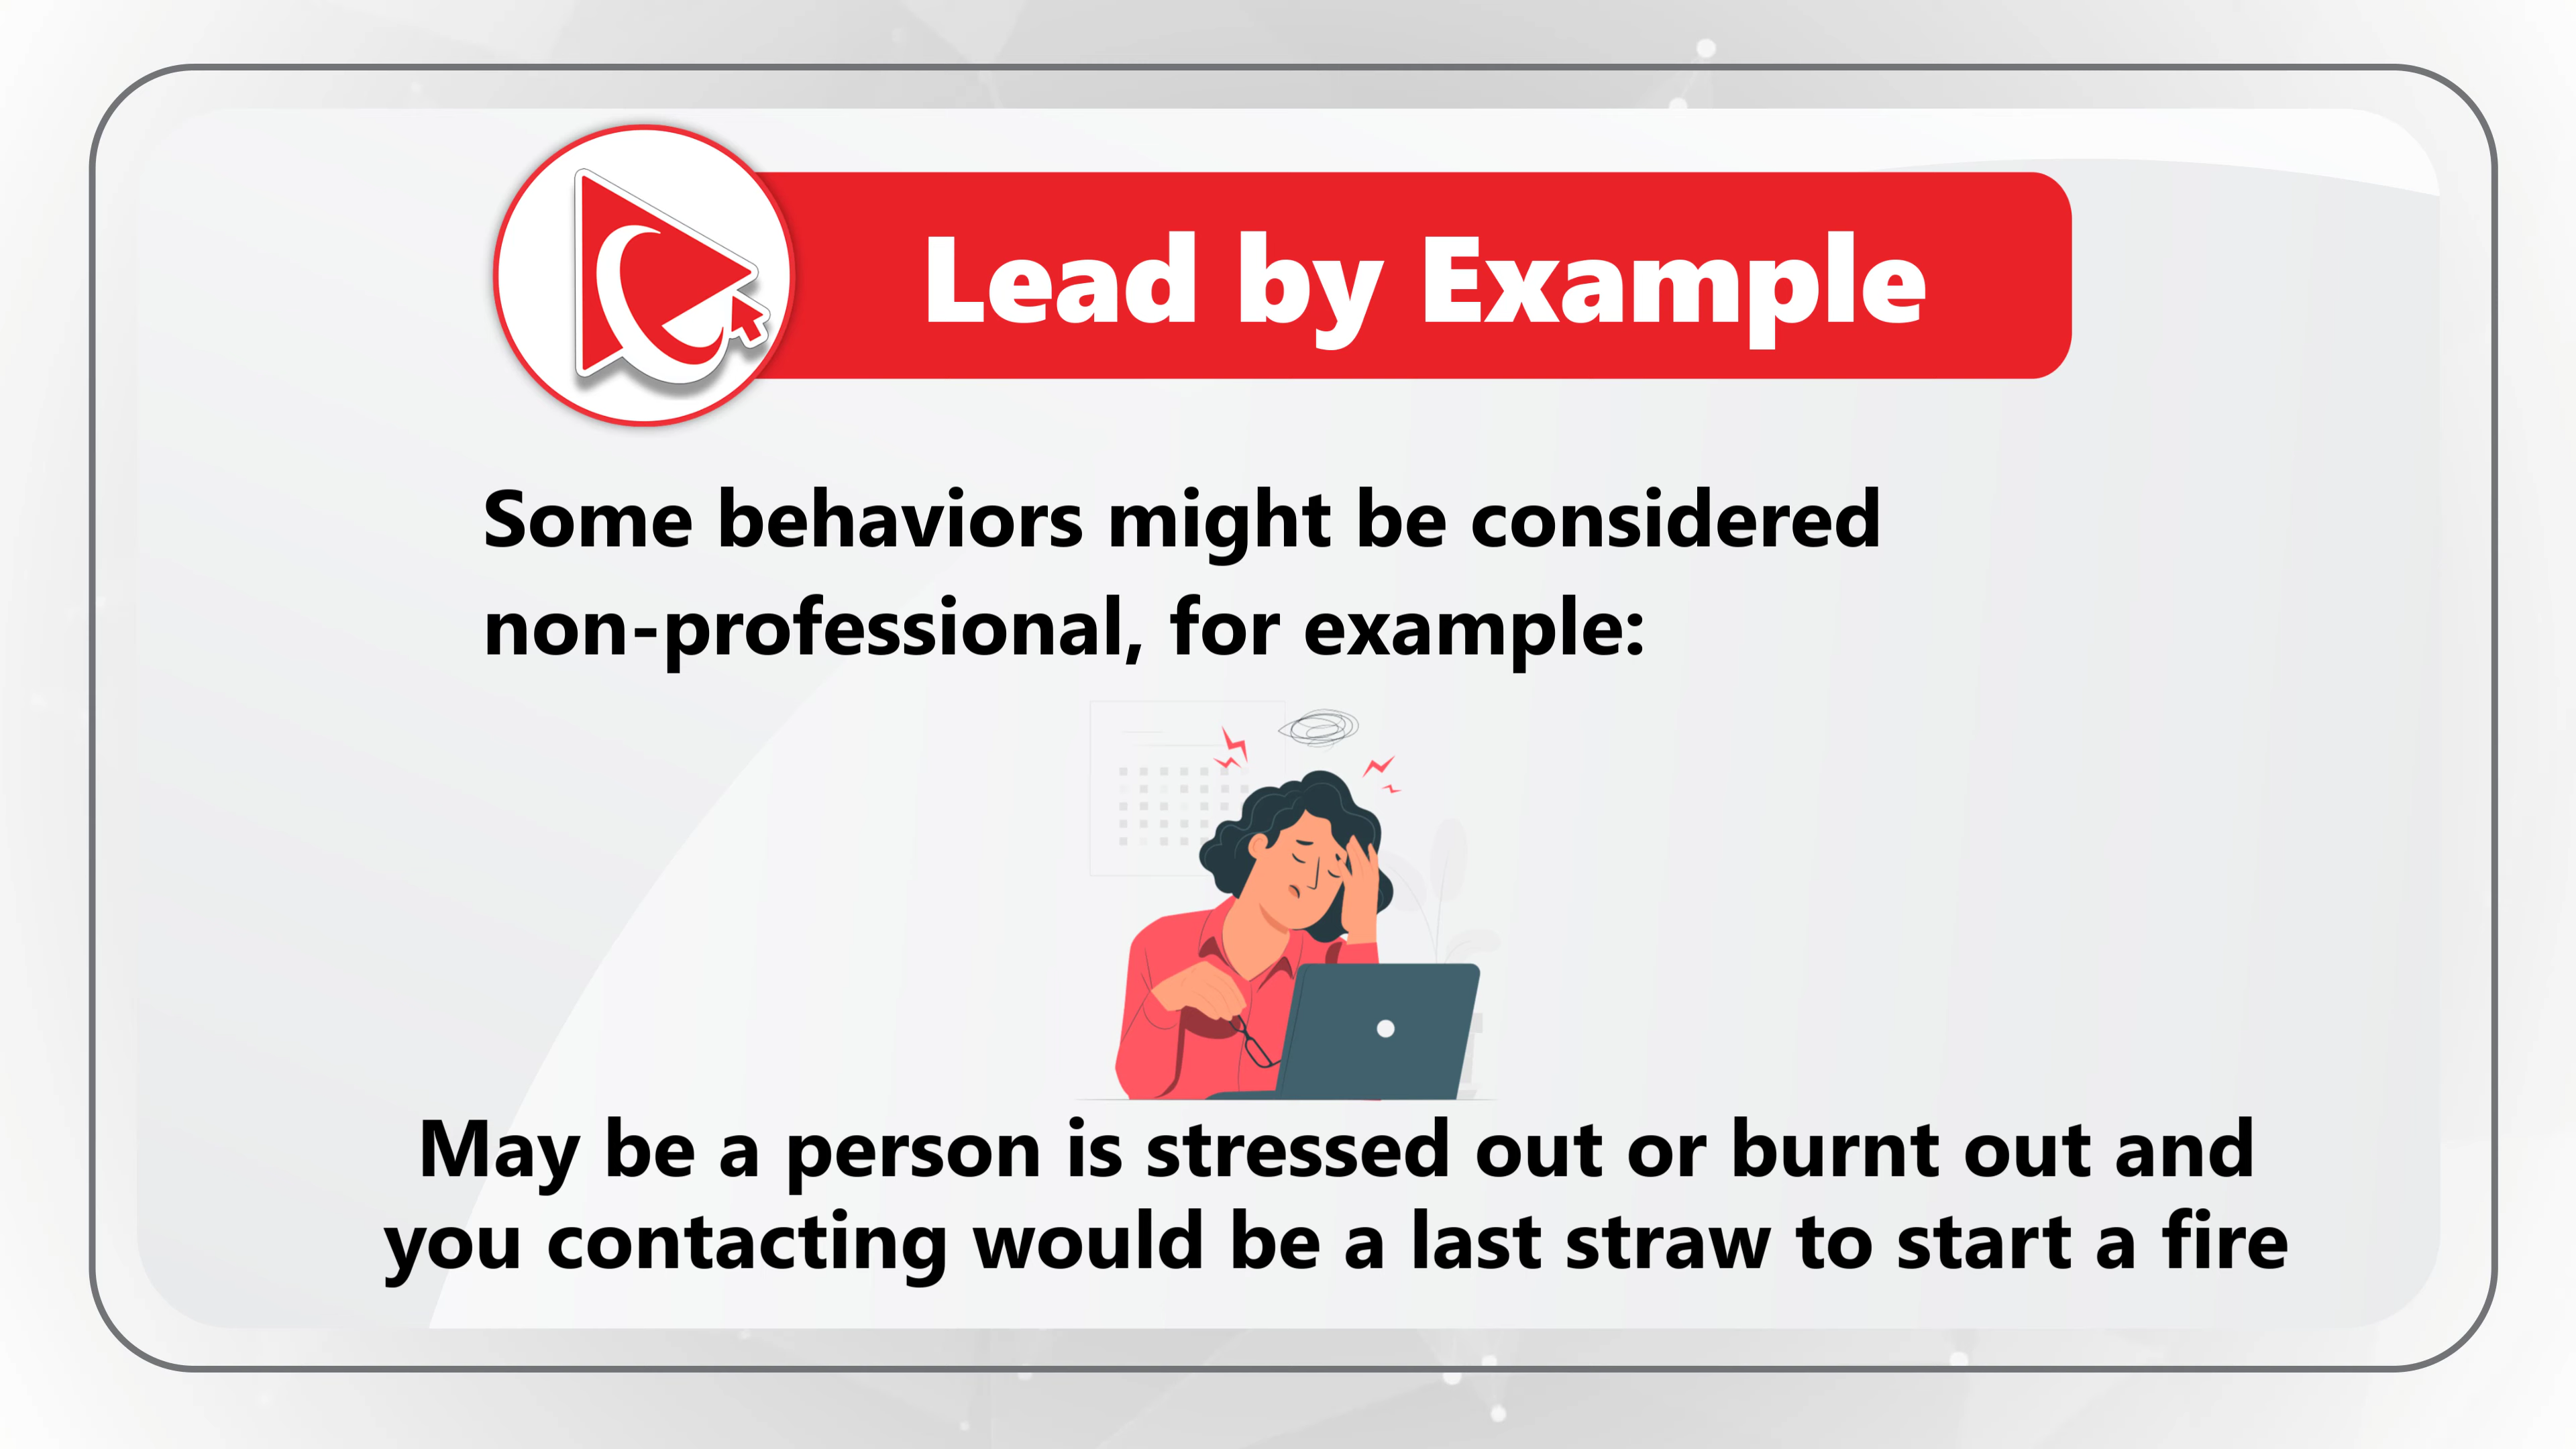 Lead by Example
Some behaviors might be considered
non-professional, for example:
May be a person is stressed out or burnt out and
you contacting would be a last straw to start a fire